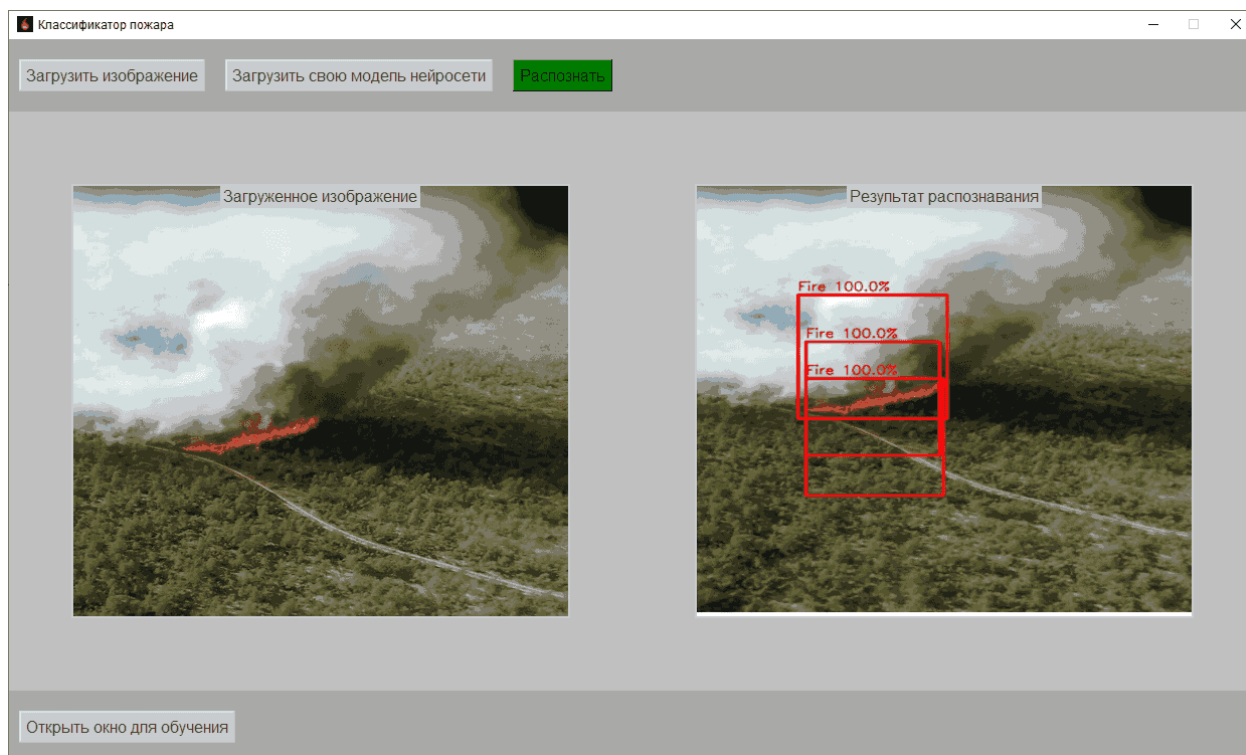 Классификатор пожара
Загрузить изображение
Загрузить свою модель нейросети
Распознать
Загруженное изображение
Результат распознавания
Fire 100.0%
Fire 100.0%
Fire 100.0%
Открыть окно для обучения